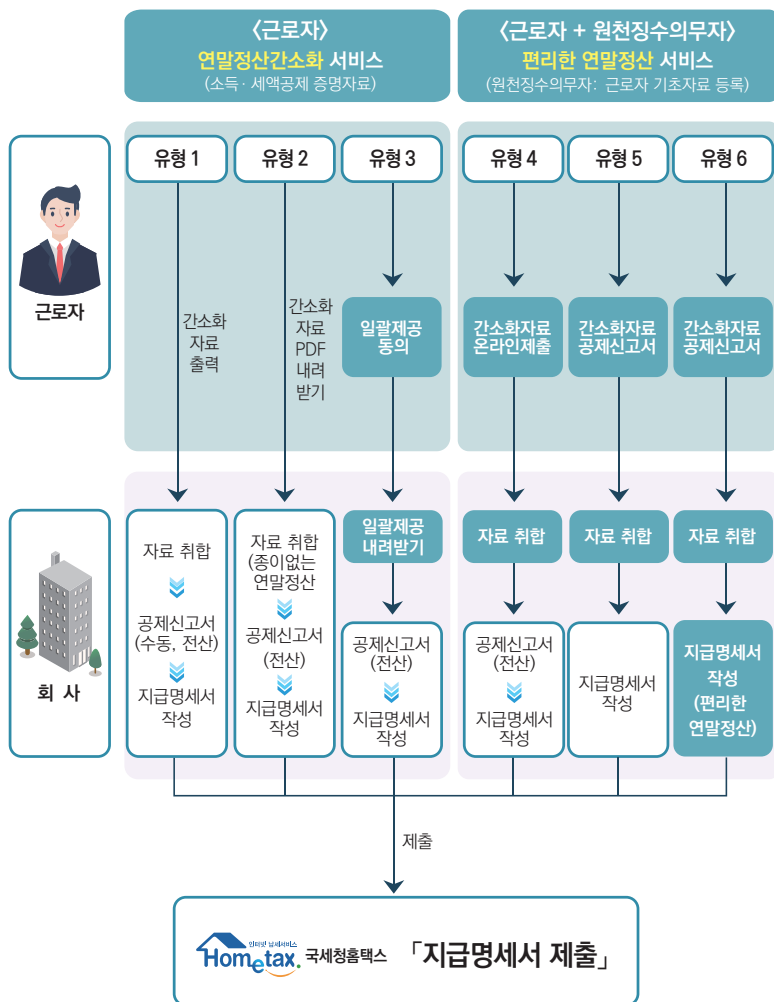 〈근로자〉
연말정산간소화 서비스
(소득·세액공제 증명자료)
〈근로자 + 원천징수의무자〉
편리한 연말정산 서비스
(원천징수의무자: 근로자 기초자료 등록)
근로자
유형 1
유형 2
유형 3
유형 4
유형 5
유형 6
간소화
자료
출력
간소화
자료
PDF
내려
받기
일괄제공
동의
간소화자료
온라인제출
간소화자료
공제신고서
간소화자료
공제신고서
회 사
자료 취합
공제신고서
(수동, 전산)
지급명세서
작성
자료 취합
(종이없는
연말정산
공제신고서
(전산)
지급명세서
작성
일괄제공
내려받기
공제신고서
(전산)
지급명세서
작성
자료 취합
공제신고서
(전산)
지급명세서
작성
자료 취합
지급명세서
작성
자료 취합
지급명세서
작성
(편리한
연말정산)
제출
인터넷 납세서비스
Hometax. 국세청홈택스 「지급명세서 제출」